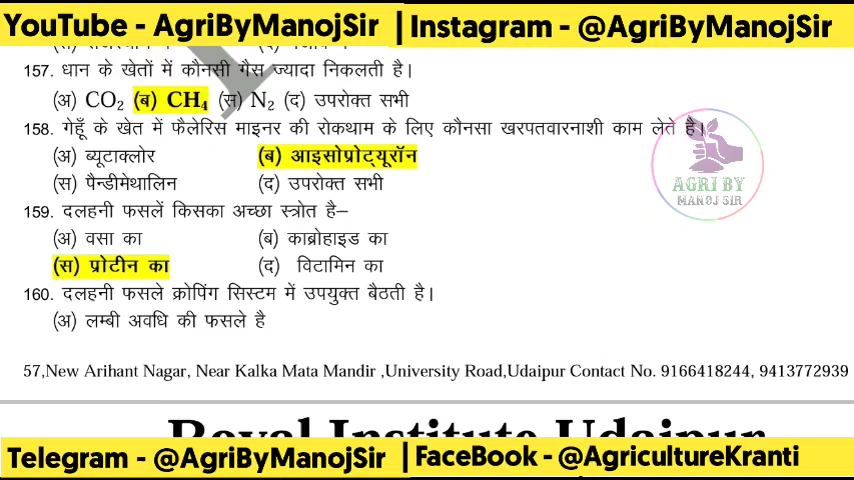 YouTube - AgriByManojSir | Instagram - @AgriByManojSir
157. धान के खेतों में कौनसी गैस ज्यादा निकलती है।
(अ) CO₂ (ब) CH₄ (स) N₂ (द) उपरोक्त सभी
158. गेहूँ के खेत में फैलेरिस माइनर की रोकथाम के लिए कौनसा खरपतवारनाशी काम लेते है।
(अ) ब्यूटाक्लोर (ब) आइसोप्रोट्यूरॉन
(स) पैन्डीमेथालिन (द) उपरोक्त सभी
AGRI BY
MANOJ SIR
159. दलहनी फसलें किसका अच्छा स्त्रोत है–
(अ) वसा का (ब) काब्रोहाइड का
(स) प्रोटीन का (द) विटामिन का
160. दलहनी फसले क्रोपिंग सिस्टम में उपयुक्त बैठती है।
(अ) लम्बी अवधि की फसले है
57,New Arihant Nagar, Near Kalka Mata Mandir ,University Road,Udaipur Contact No. 9166418244, 9413772939
Royal Institute Udaipur
Telegram - @AgriByManojSir | FaceBook - @AgricultureKranti